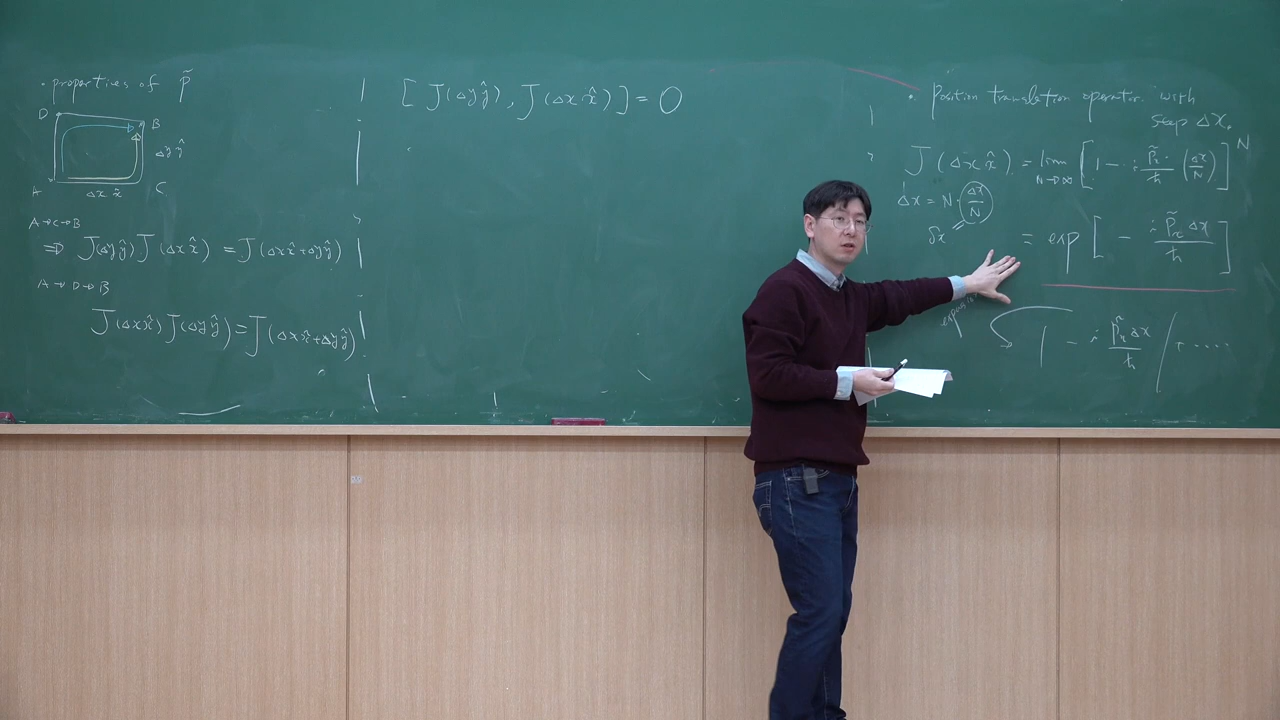 · properties of p̃
D
B
Δy ŷ
A
Δx x̂
C
A→C→B
⇒ J(Δy ŷ) J(Δx x̂) = J(Δx x̂ + Δy ŷ)
A→D→B
J(Δx x̂) J(Δy ŷ) = J(Δx x̂ + Δy ŷ)
[ J(Δy ŷ), J(Δx x̂) ] = 0
· Position translation operator with
step Δx.
J(Δx x̂) = lim N→∞ [ 1 - i p̃x·/ħ (Δx/N) ]^N
Δx = N·(Δx/N)
δx
= exp[ - i p̃x Δx / ħ ]
1 - i p̃x Δx / ħ + ·····